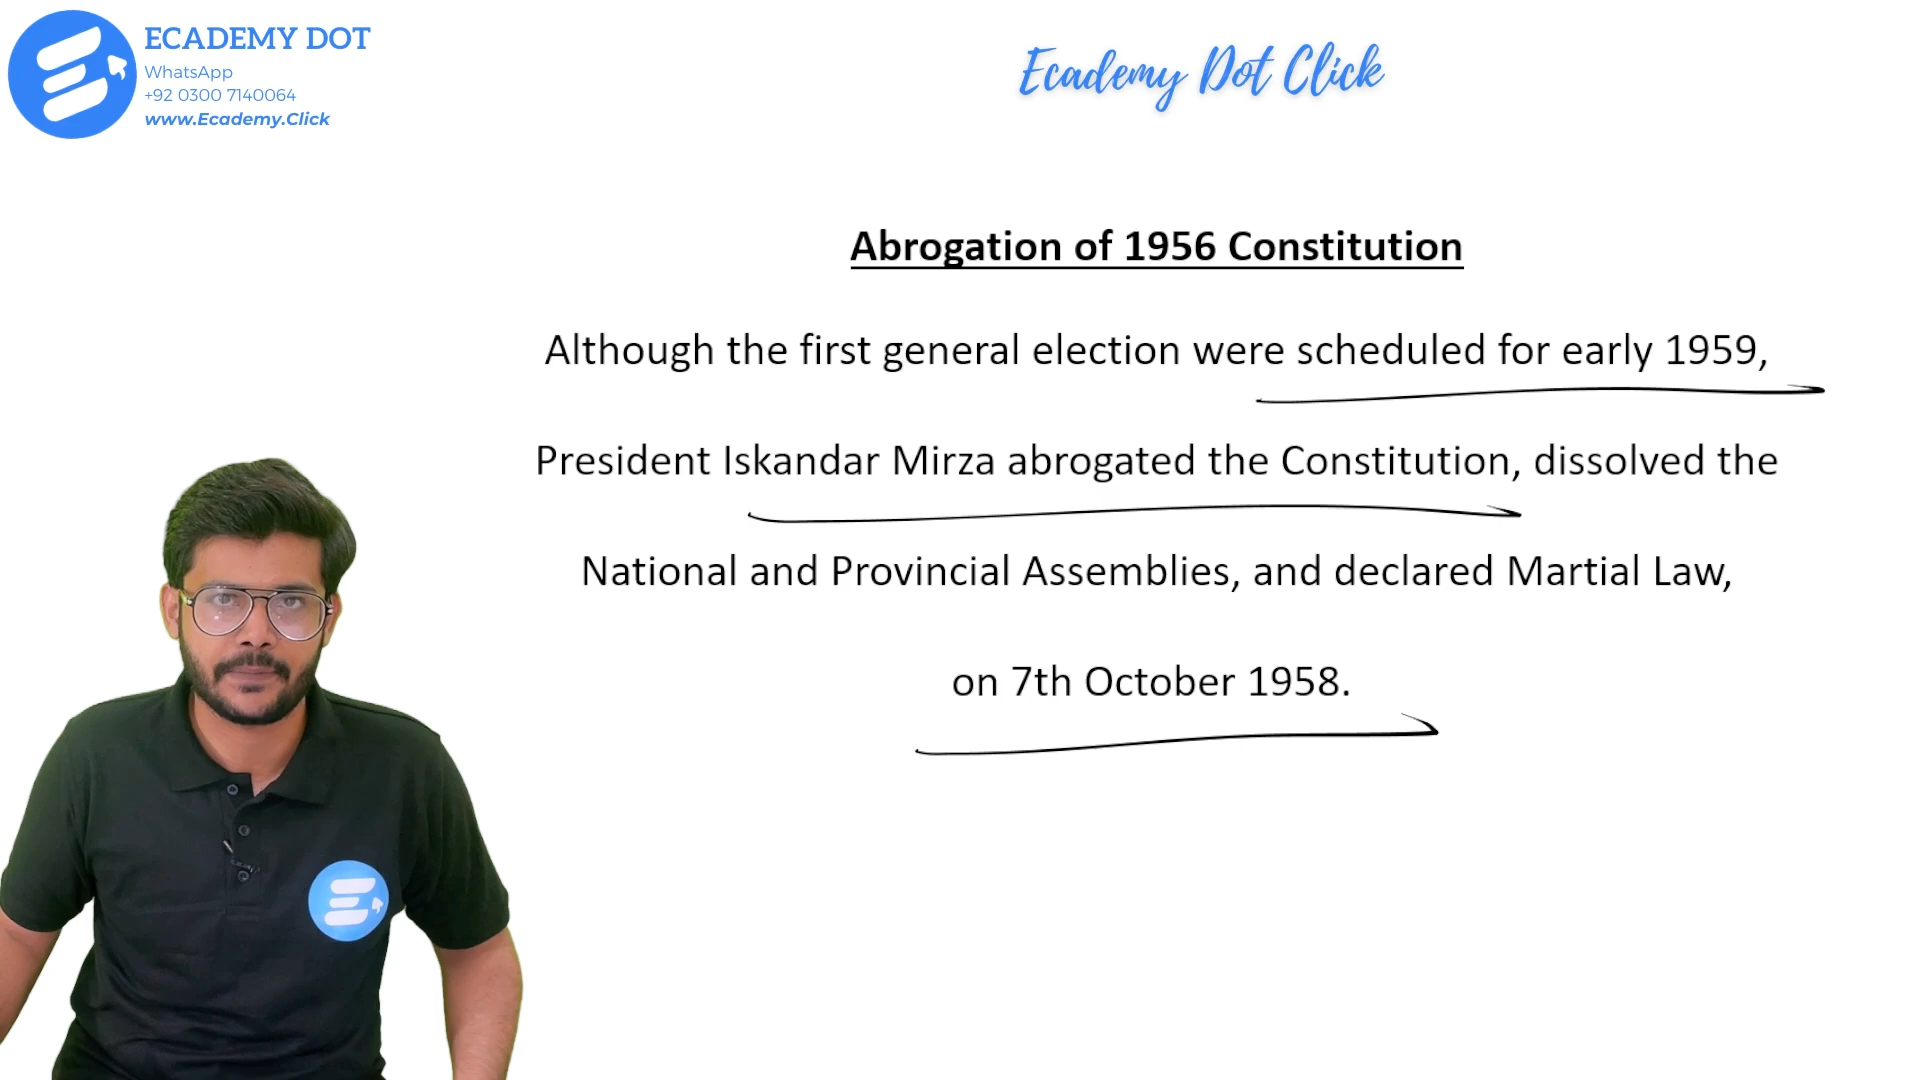 ECADEMY DOT
WhatsApp
+92 0300 7140064
www.Ecademy.Click
Ecademy Dot Click
Abrogation of 1956 Constitution
Although the first general election were scheduled for early 1959,
President Iskandar Mirza abrogated the Constitution, dissolved the
National and Provincial Assemblies, and declared Martial Law,
on 7th October 1958.